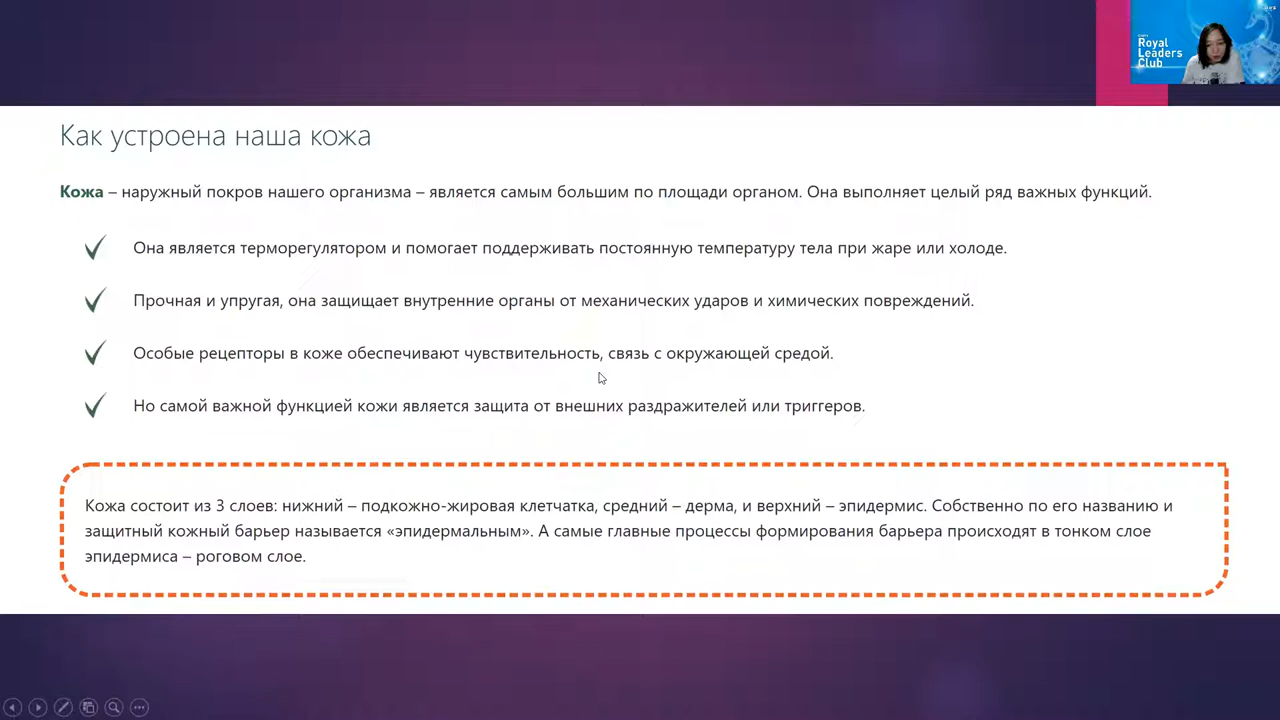 Royal
Leaders
Club
Как устроена наша кожа
Кожа – наружный покров нашего организма – является самым большим по площади органом. Она выполняет целый ряд важных функций.
Она является терморегулятором и помогает поддерживать постоянную температуру тела при жаре или холоде.
Прочная и упругая, она защищает внутренние органы от механических ударов и химических повреждений.
Особые рецепторы в коже обеспечивают чувствительность, связь с окружающей средой.
Но самой важной функцией кожи является защита от внешних раздражителей или триггеров.
Кожа состоит из 3 слоев: нижний – подкожно-жировая клетчатка, средний – дерма, и верхний – эпидермис. Собственно по его названию и
защитный кожный барьер называется «эпидермальным». А самые главные процессы формирования барьера происходят в тонком слое
эпидермиса – роговом слое.